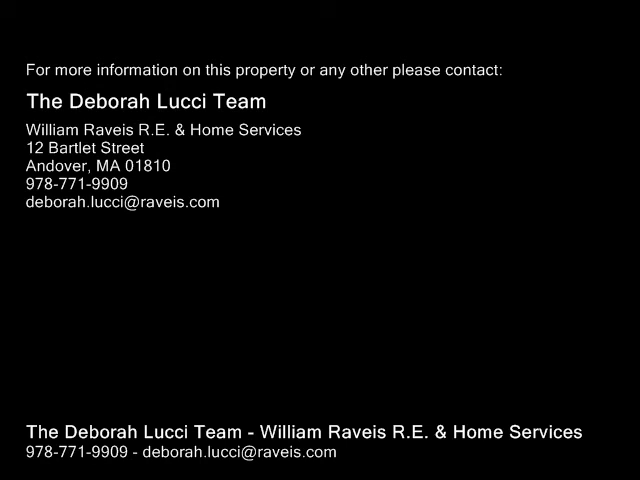 For more information on this property or any other please contact:
The Deborah Lucci Team
William Raveis R.E. & Home Services
12 Bartlet Street
Andover, MA 01810
978-771-9909
deborah.lucci@raveis.com
The Deborah Lucci Team - William Raveis R.E. & Home Services
978-771-9909 - deborah.lucci@raveis.com